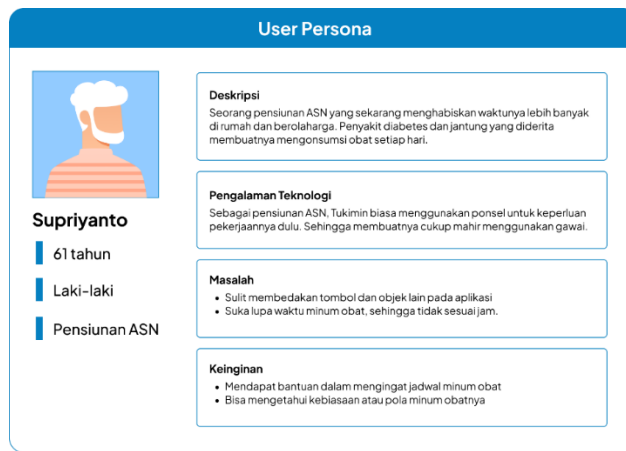 User Persona
Supriyanto
61 tahun
Laki-laki
Pensiunan ASN
Deskripsi
Seorang pensiunan ASN yang sekarang menghabiskan waktunya lebih banyak
di rumah dan berolaharga. Penyakit diabetes dan jantung yang diderita
membuatnya mengonsumsi obat setiap hari.
Pengalaman Teknologi
Sebagai pensiunan ASN, Tukimin biasa menggunakan ponsel untuk keperluan
pekerjaannya dulu. Sehingga membuatnya cukup mahir menggunakan gawai.
Masalah
• Sulit membedakan tombol dan objek lain pada aplikasi
• Suka lupa waktu minum obat, sehingga tidak sesuai jam.
Keinginan
• Mendapat bantuan dalam mengingat jadwal minum obat
• Bisa mengetahui kebiasaan atau pola minum obatnya